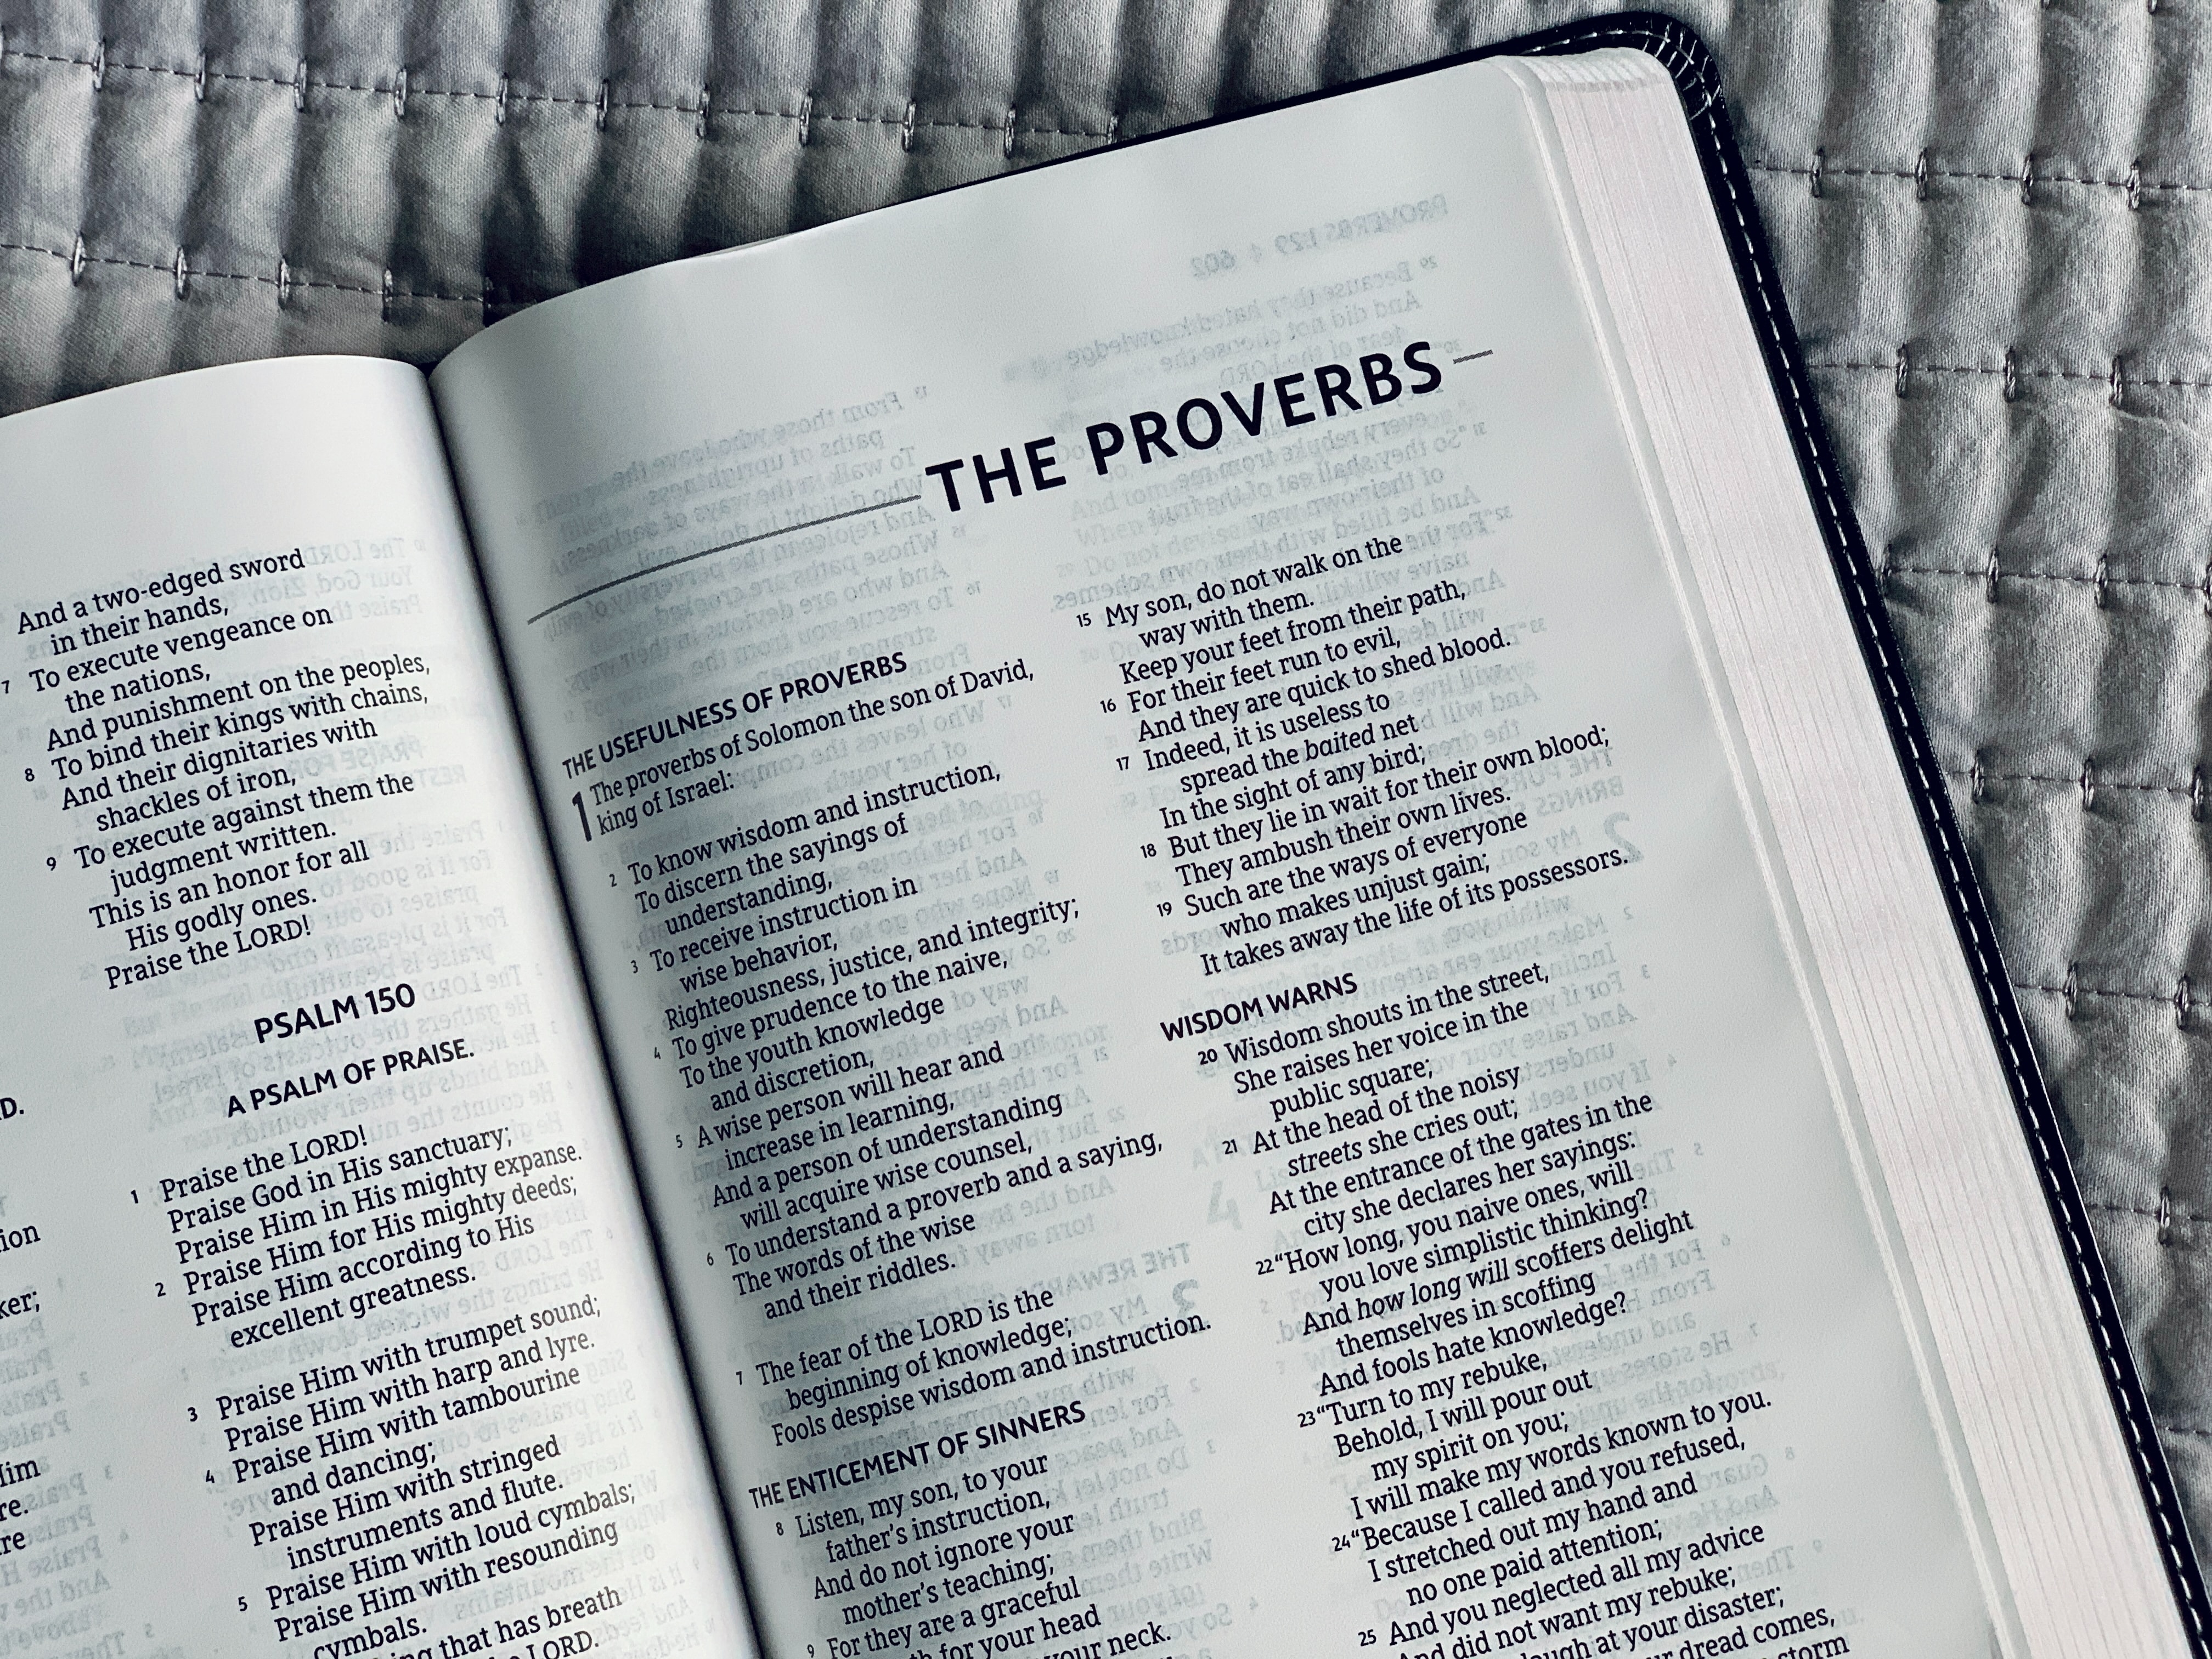 And a two-edged sword
in their hands,
7 To execute vengeance on
the nations,
And punishment on the peoples,
8 To bind their kings with chains,
And their dignitaries with
shackles of iron,
9 To execute against them the
judgment written.
This is an honor for all
His godly ones.
Praise the LORD!
PSALM 150
A PSALM OF PRAISE.
1 Praise the LORD!
Praise God in His sanctuary;
Praise Him in His mighty expanse.
2 Praise Him for His mighty deeds;
Praise Him according to His
excellent greatness.
3 Praise Him with trumpet sound;
Praise Him with harp and lyre.
4 Praise Him with tambourine
and dancing;
Praise Him with stringed
instruments and flute.
5 Praise Him with loud cymbals;
Praise Him with resounding
cymbals.
that has breath
LORD.
THE PROVERBS
THE USEFULNESS OF PROVERBS
1 The proverbs of Solomon the son of David,
king of Israel:
2 To know wisdom and instruction,
To discern the sayings of
understanding,
3 To receive instruction in
wise behavior,
Righteousness, justice, and integrity;
4 To give prudence to the naive,
To the youth knowledge
and discretion,
5 A wise person will hear and
increase in learning,
And a person of understanding
will acquire wise counsel,
6 To understand a proverb and a saying,
The words of the wise
and their riddles.
7 The fear of the LORD is the
beginning of knowledge;
Fools despise wisdom and instruction.
THE ENTICEMENT OF SINNERS
8 Listen, my son, to your
father's instruction,
And do not ignore your
mother's teaching;
9 For they are a graceful
for your head
your neck.
15 My son, do not walk on the
way with them.
Keep your feet from their path,
16 For their feet run to evil,
And they are quick to shed blood.
17 Indeed, it is useless to
spread the baited net
In the sight of any bird;
18 But they lie in wait for their own blood;
They ambush their own lives.
19 Such are the ways of everyone
who makes unjust gain;
It takes away the life of its possessors.
WISDOM WARNS
20 Wisdom shouts in the street,
She raises her voice in the
public square;
21 At the head of the noisy
streets she cries out;
At the entrance of the gates in the
city she declares her sayings:
22 "How long, you naive ones, will
you love simplistic thinking?
And how long will scoffers delight
themselves in scoffing
And fools hate knowledge?
23 "Turn to my rebuke,
Behold, I will pour out
my spirit on you;
I will make my words known to you.
24 "Because I called and you refused,
I stretched out my hand and
no one paid attention;
25 And you neglected all my advice
And did not want my rebuke;
at your disaster;
dread comes,
storm